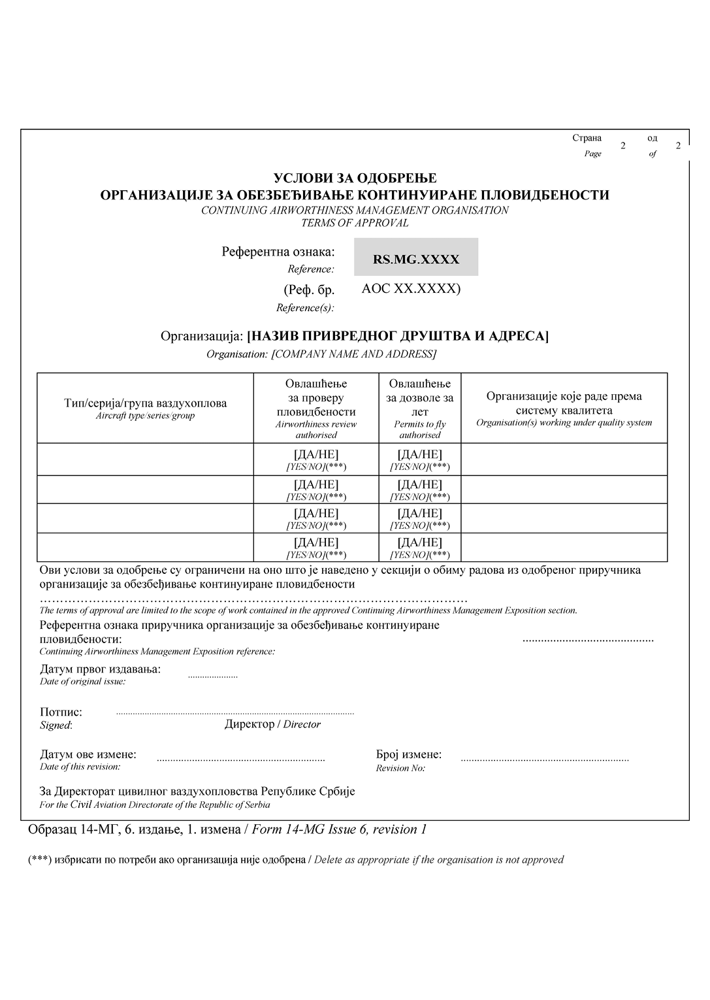 Страна 2 од 2
Page of
УСЛОВИ ЗА ОДОБРЕЊЕ
ОРГАНИЗАЦИЈЕ ЗА ОБЕЗБЕЂИВАЊЕ КОНТИНУИРАНЕ ПЛОВИДБЕНОСТИ
CONTINUING AIRWORTHINESS MANAGEMENT ORGANISATION
TERMS OF APPROVAL
Референтна ознака: RS.MG.XXXX
Reference:
(Реф. бр. АОС XX.XXXX)
Reference(s):
Организација: [НАЗИВ ПРИВРЕДНОГ ДРУШТВА И АДРЕСА]
Organisation: [COMPANY NAME AND ADDRESS]
Тип/серија/група ваздухоплова
Aircraft type/series/group
Овлашћење
за проверу
пловидбености
Airworthiness review
authorised
Овлашћење
за дозволе за
лет
Permits to fly
authorised
Организације које раде према
систему квалитета
Organisation(s) working under quality system
[ДА/НЕ] [ДА/НЕ]
[YES/NO](***) [YES/NO](***)
[ДА/НЕ] [ДА/НЕ]
[YES/NO](***) [YES/NO](***)
[ДА/НЕ] [ДА/НЕ]
[YES/NO](***) [YES/NO](***)
[ДА/НЕ] [ДА/НЕ]
[YES/NO](***) [YES/NO](***)
Ови услови за одобрење су ограничени на оно што је наведено у секцији о обиму радова из одобреног приручника
организације за обезбеђивање континуиране пловидбености
……………………………………………………………………………………………
The terms of approval are limited to the scope of work contained in the approved Continuing Airworthiness Management Exposition section.
Референтна ознака приручника организације за обезбеђивање континуиране
пловидбености: ...........................................
Continuing Airworthiness Management Exposition reference:
Датум првог издавања: .....................
Date of original issue:
Потпис: ....................................................................................................
Signed: Директор / Director
Датум ове измене: ......................................................... Број измене: .........................................................
Date of this revision: Revision No:
За Директорат цивилног ваздухопловства Републике Србије
For the Civil Aviation Directorate of the Republic of Serbia
Образац 14-МГ, 6. издање, 1. измена / Form 14-MG Issue 6, revision 1
(***) избрисати по потреби ако организација није одобрена / Delete as appropriate if the organisation is not approved